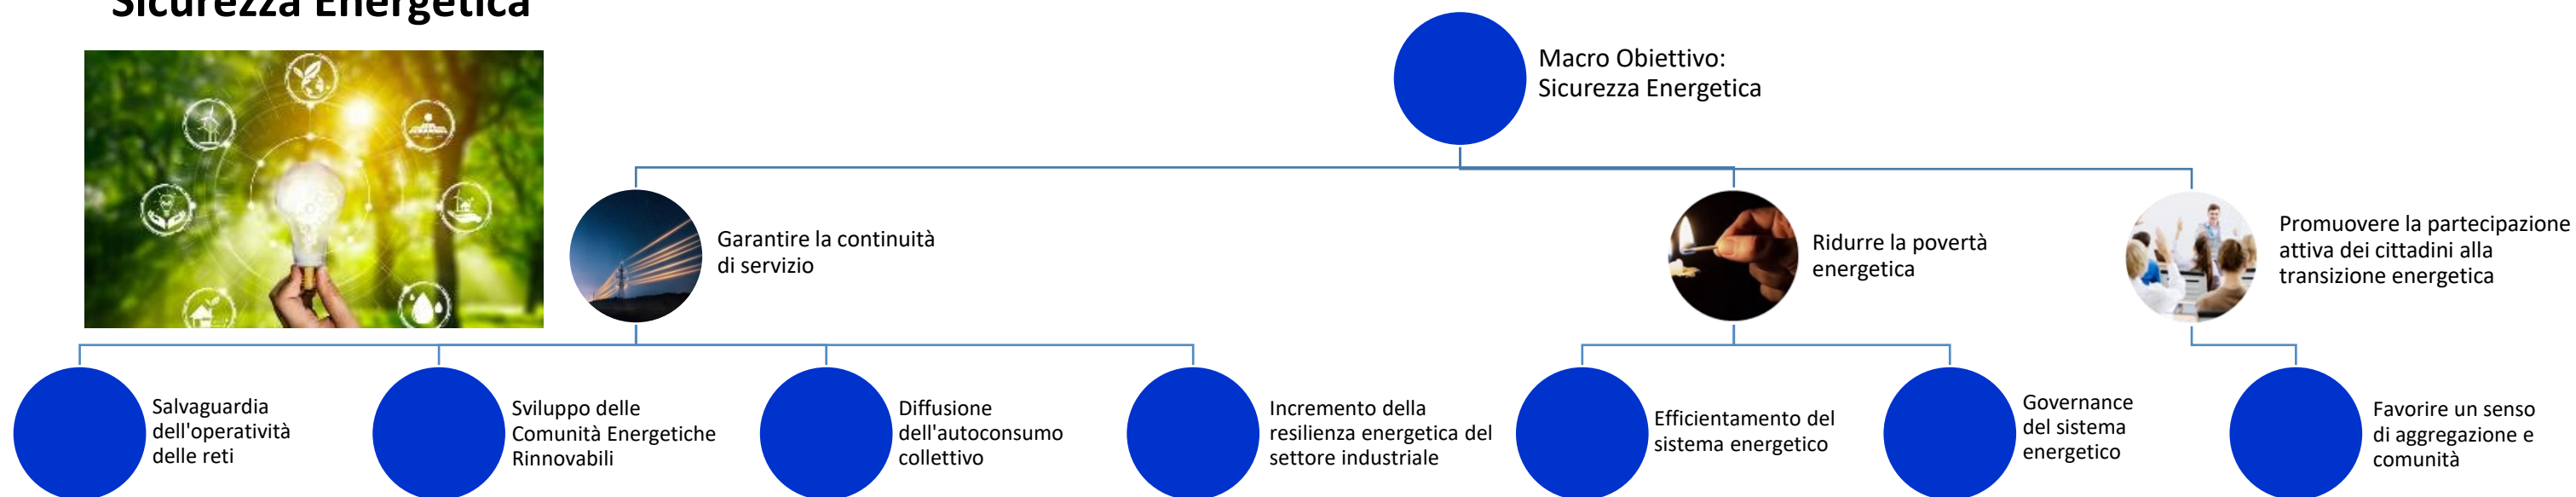 Sicurezza Energetica
Macro Obiettivo:
Sicurezza Energetica
Garantire la continuità
di servizio
Ridurre la povertà
energetica
Promuovere la partecipazione
attiva dei cittadini alla
transizione energetica
Salvaguardia
dell'operatività
delle reti
Sviluppo delle
Comunità Energetiche
Rinnovabili
Diffusione
dell'autoconsumo
collettivo
Incremento della
resilienza energetica del
settore industriale
Efficientamento del
sistema energetico
Governance
del sistema
energetico
Favorire un senso
di aggregazione e
comunità